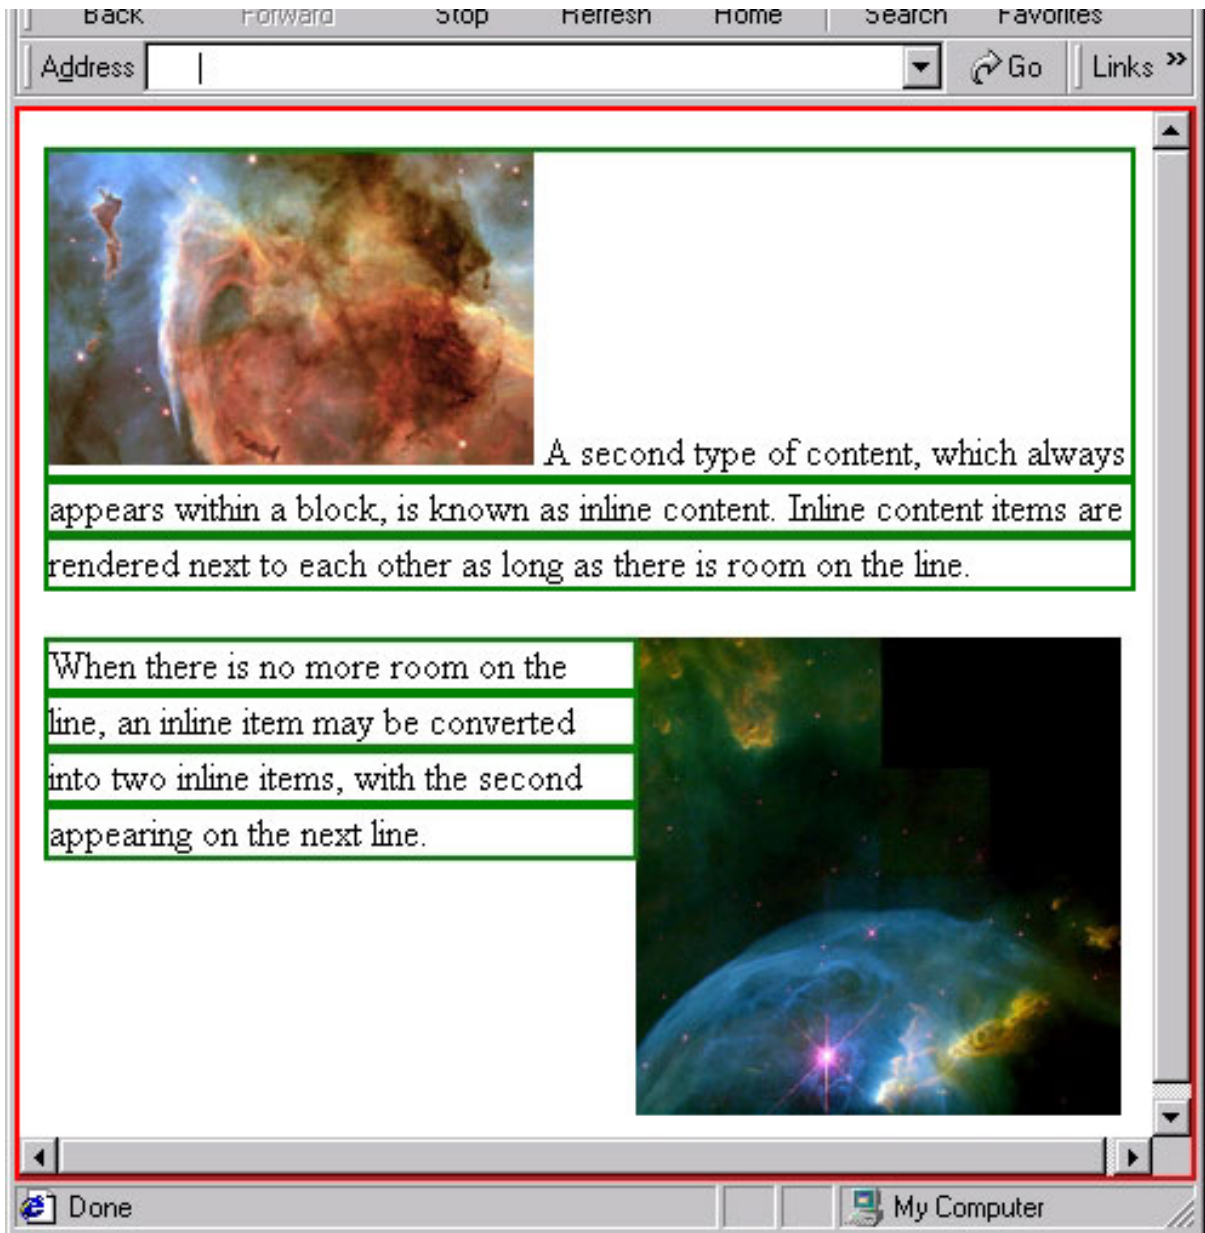 Back Forward Stop Refresh Home Search Favorites
Address Go Links »
A second type of content, which always
appears within a block, is known as inline content. Inline content items are
rendered next to each other as long as there is room on the line.
When there is no more room on the
line, an inline item may be converted
into two inline items, with the second
appearing on the next line.
Done My Computer